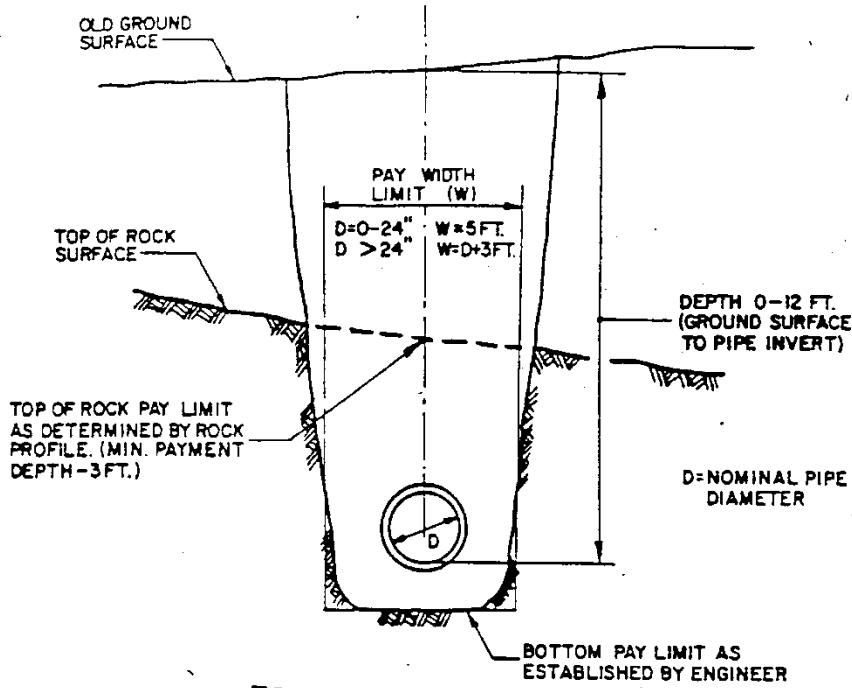 OLD GROUND
SURFACE
PAY WIDTH
LIMIT (W)
D=0-24" W=5FT.
D >24" W=D+3FT.
TOP OF ROCK
SURFACE
DEPTH 0-12 FT.
(GROUND SURFACE
TO PIPE INVERT)
TOP OF ROCK PAY LIMIT
AS DETERMINED BY ROCK
PROFILE. (MIN. PAYMENT
DEPTH-3FT.)
D=NOMINAL PIPE
DIAMETER
D
BOTTOM PAY LIMIT AS
ESTABLISHED BY ENGINEER